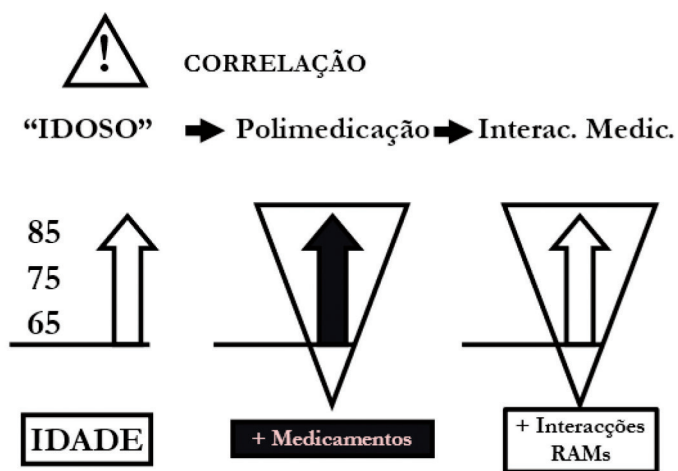 !
CORRELAÇÃO
“IDOSO” Polimedicação Interac. Medic.
85
75
65
IDADE
+ Medicamentos
+ Interacções
RAMs